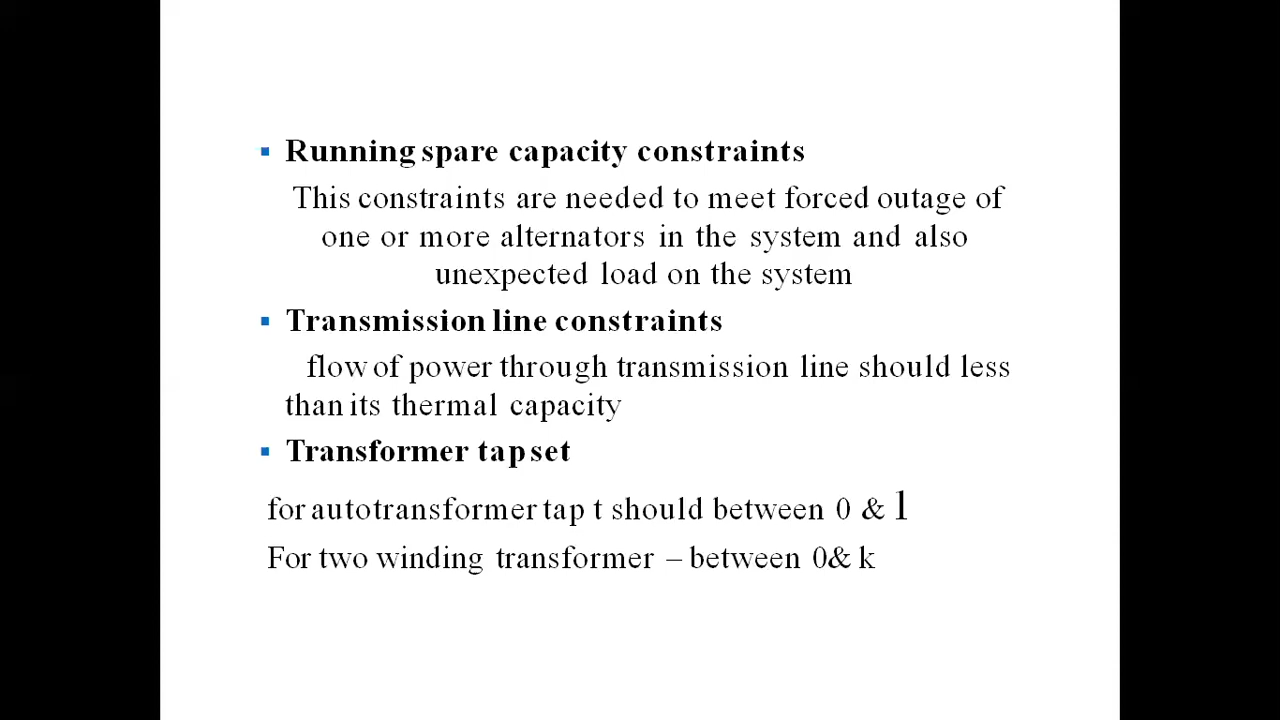 ▪ Running spare capacity constraints
This constraints are needed to meet forced outage of
one or more alternators in the system and also
unexpected load on the system
▪ Transmission line constraints
flow of power through transmission line should less
than its thermal capacity
▪ Transformer tap set
for autotransformer tap t should between 0 & 1
For two winding transformer – between 0& k